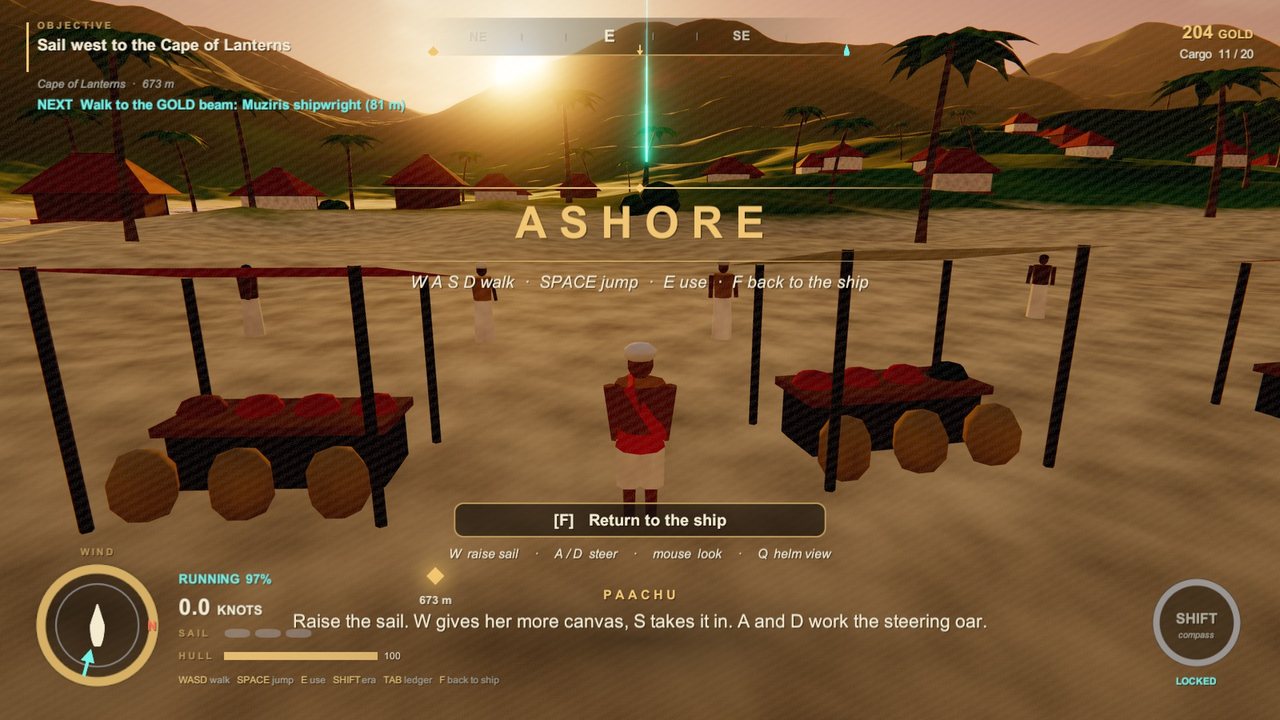 OBJECTIVE
Sail west to the Cape of Lanterns
Cape of Lanterns · 673 m
NEXT Walk to the GOLD beam: Muziris shipwright (81 m)
NE E SE
204 GOLD
Cargo 11 / 20
ASHORE
W A S D walk · SPACE jump · E use · F back to the ship
[F] Return to the ship
W raise sail · A / D steer · mouse look · Q helm view
673 m
PAACHU
Raise the sail. W gives her more canvas, S takes it in. A and D work the steering oar.
WIND
N
RUNNING 97%
0.0 KNOTS
SAIL
HULL 100
WASD walk SPACE jump E use SHIFT era TAB ledger F back to ship
SHIFT
compass
LOCKED